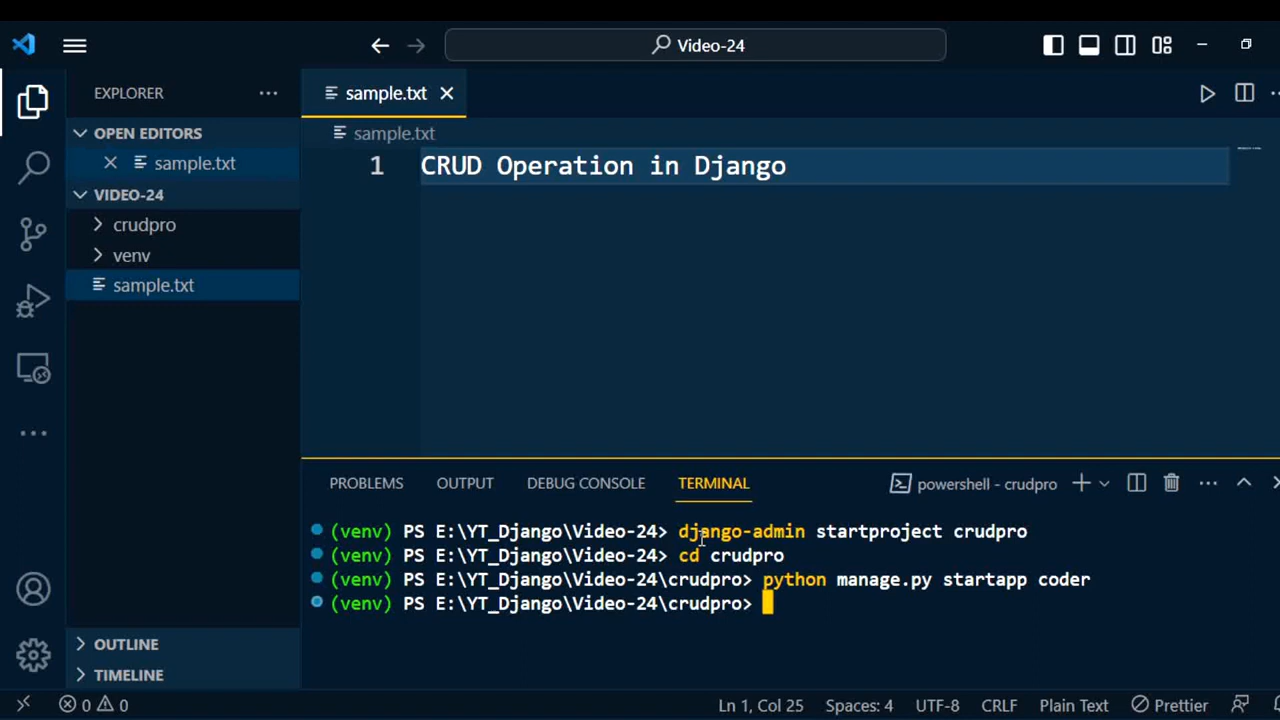 Video-24
EXPLORER
sample.txt
OPEN EDITORS
sample.txt
sample.txt
1 CRUD Operation in Django
VIDEO-24
crudpro
venv
sample.txt
PROBLEMS OUTPUT DEBUG CONSOLE TERMINAL powershell - crudpro
(venv) PS E:\YT_Django\Video-24> django-admin startproject crudpro
(venv) PS E:\YT_Django\Video-24> cd crudpro
(venv) PS E:\YT_Django\Video-24\crudpro> python manage.py startapp coder
(venv) PS E:\YT_Django\Video-24\crudpro>
OUTLINE
TIMELINE
0 0 Ln 1, Col 25 Spaces: 4 UTF-8 CRLF Plain Text Prettier